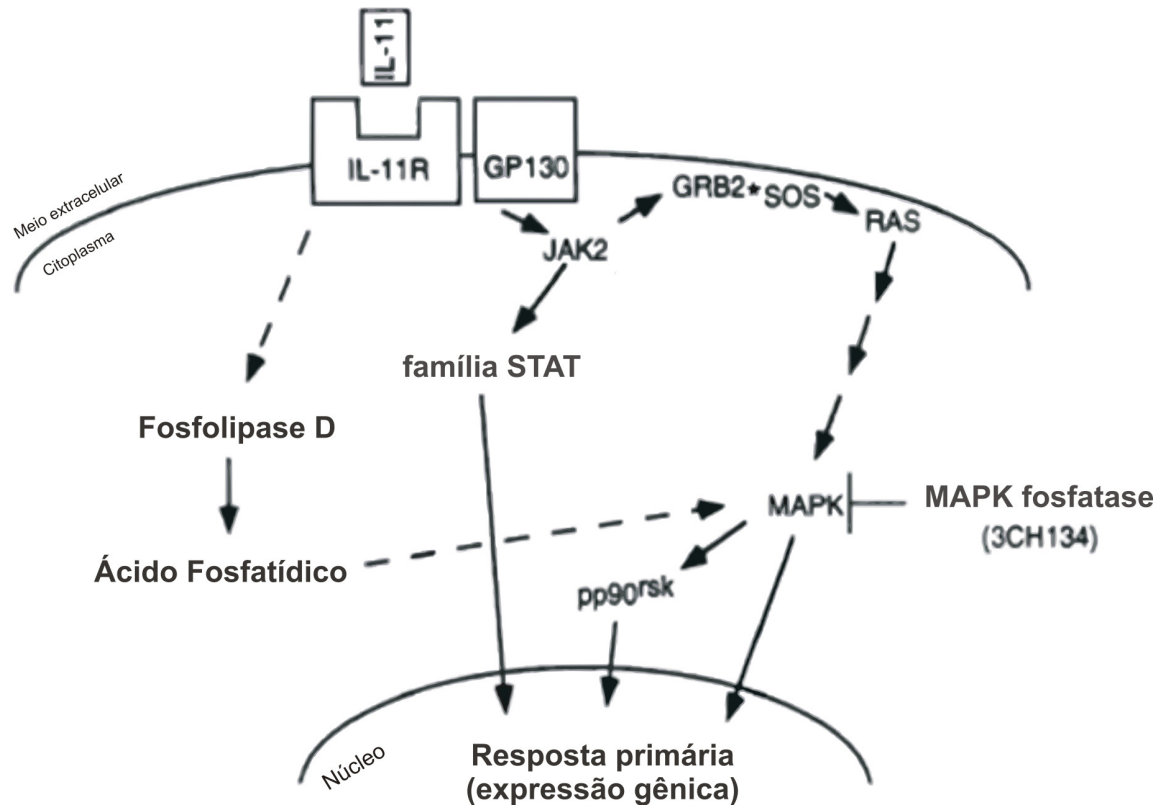 IL-11
IL-11R
GP130
Meio extracelular
Citoplasma
GRB2*SOS
RAS
JAK2
família STAT
Fosfolipase D
MAPK
MAPK fosfatase
(3CH134)
Ácido Fosfatídico
pp90rsk
Núcleo
Resposta primária
(expressão gênica)